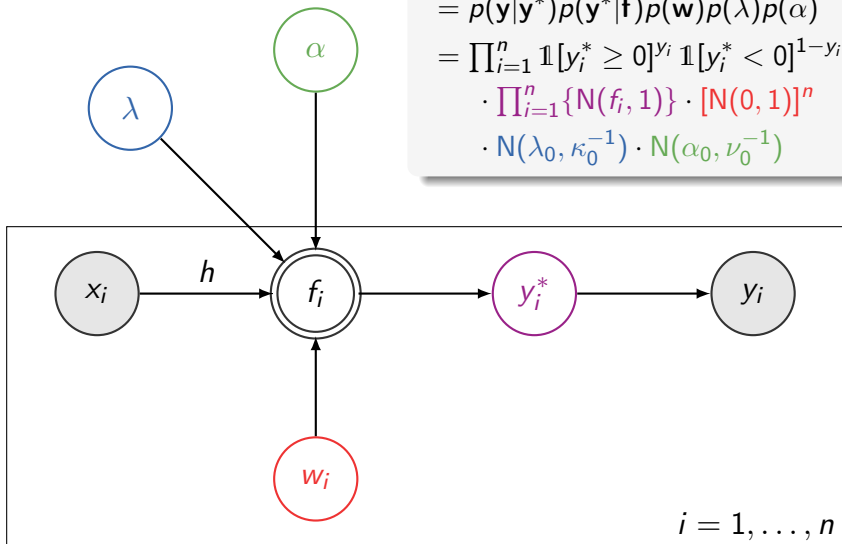 = p(𝐲|𝐲*)p(𝐲*|𝐟)p(𝐰)p(λ)p(α)
= ∏ⁿᵢ₌₁ 𝟙[yᵢ* ≥ 0]^{yᵢ} 𝟙[yᵢ* < 0]^{1−yᵢ}
· ∏ⁿᵢ₌₁{N(fᵢ, 1)} · [N(0, 1)]ⁿ
· N(λ₀, κ₀⁻¹) · N(α₀, ν₀⁻¹)
α
λ
h
xᵢ
fᵢ
yᵢ*
yᵢ
wᵢ
i = 1, . . . , n